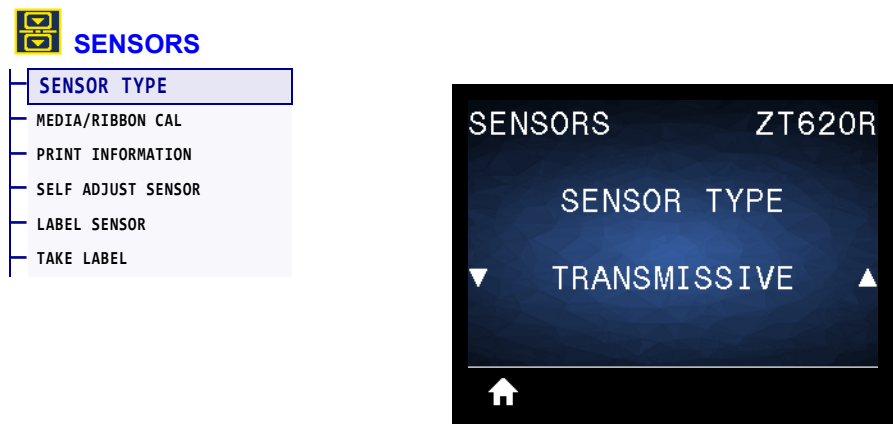 SENSORS
SENSOR TYPE
MEDIA/RIBBON CAL
PRINT INFORMATION
SELF ADJUST SENSOR
LABEL SENSOR
TAKE LABEL
SENSORS ZT620R
SENSOR TYPE
TRANSMISSIVE